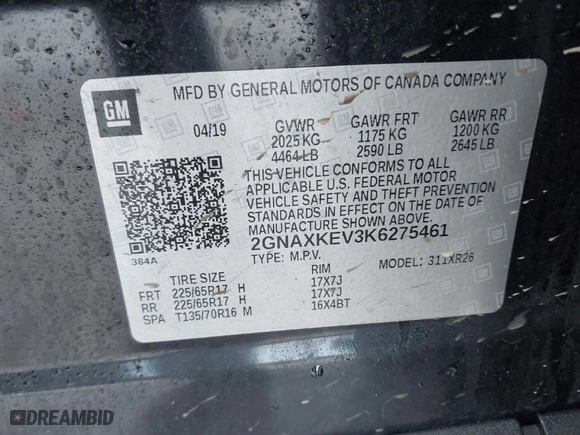 GM
MFD BY GENERAL MOTORS OF CANADA COMPANY
04/19 GVWR GAWR FRT GAWR RR
2025 KG 1175 KG 1200 KG
4464 LB 2590 LB 2645 LB
THIS VEHICLE CONFORMS TO ALL
APPLICABLE U.S. FEDERAL MOTOR
VEHICLE SAFETY AND THEFT PREVENTION
STANDARDS IN EFFECT ON THE DATE OF
MANUFACTURE SHOWN ABOVE.
2GNAXKEV3K6275461
384A TYPE: M.P.V. MODEL: 311XR26
TIRE SIZE RIM
FRT 225/65R17 H 17X7J
RR 225/65R17 H 17X7J
SPA T135/70R16 M 16X4BT
DREAMBID